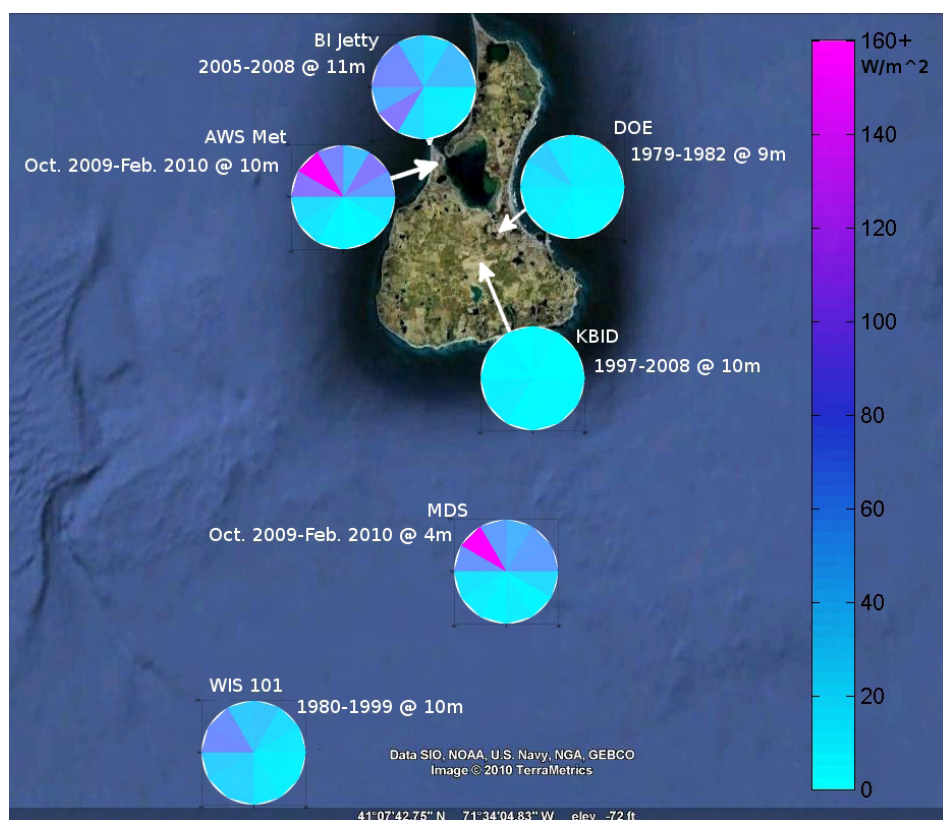 BI Jetty
2005-2008 @ 11m
AWS Met
Oct. 2009-Feb. 2010 @ 10m
DOE
1979-1982 @ 9m
KBID
1997-2008 @ 10m
MDS
Oct. 2009-Feb. 2010 @ 4m
WIS 101
1980-1999 @ 10m
160+
W/m^2
140
120
100
80
60
40
20
0
Data SIO, NOAA, U.S. Navy, NGA, GEBCO
Image © 2010 TerraMetrics
41°07'42.75" N 71°34'04.83" W elev -72 ft